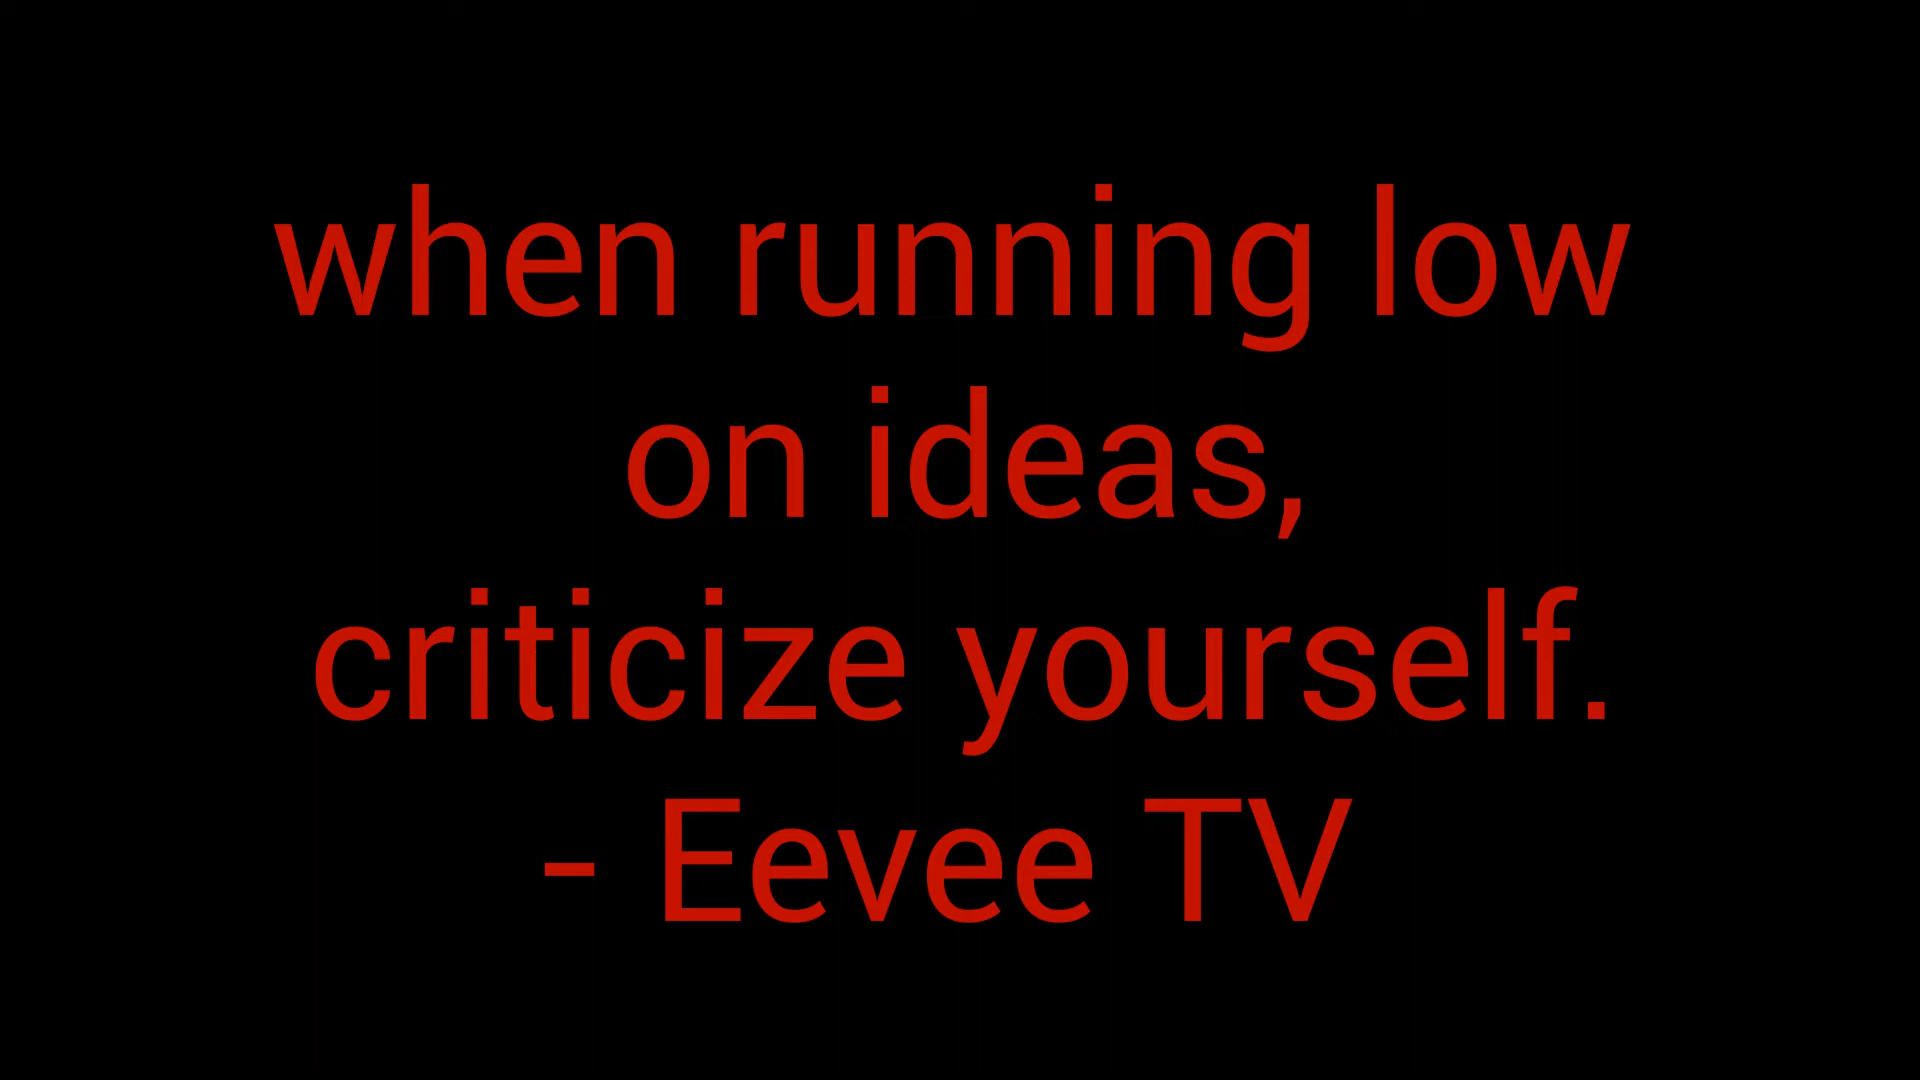 when running low
on ideas,
criticize yourself.
- Eevee TV